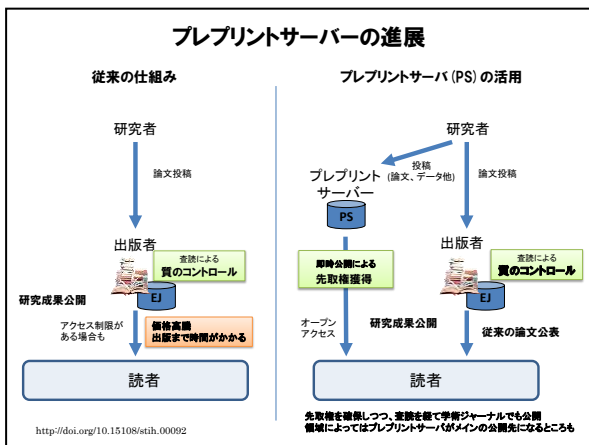 プレプリントサーバーの進展
従来の仕組み
研究者
論文投稿
出版者
査読による
質のコントロール
EJ
研究成果公開
アクセス制限が
ある場合も
価格高騰
出版まで時間がかかる
読者
http://doi.org/10.15108/stih.00092
プレプリントサーバ(PS)の活用
研究者
投稿
(論文、データ他)
論文投稿
プレプリント
サーバー
PS
出版者
即時公開による
先取権獲得
査読による
質のコントロール
EJ
オープン
アクセス
研究成果公開
従来の論文公表
読者
先取権を確保しつつ、査読を経て学術ジャーナルでも公開
領域によってはプレプリントサーバがメインの公開先になるところも